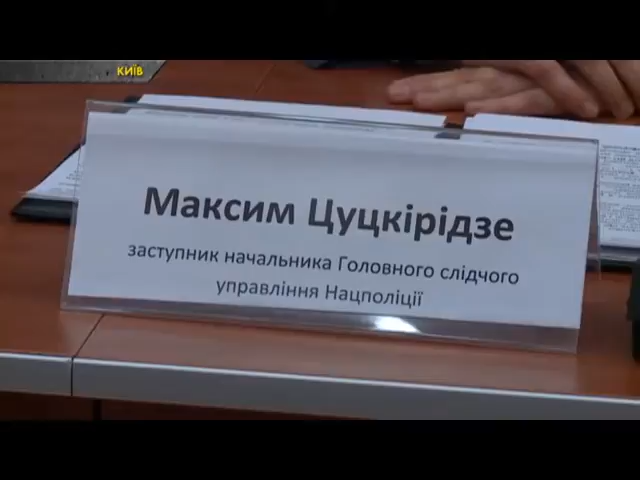 КИЇВ
Максим Цуцкірідзе
заступник начальника Головного слідчого
управління Нацполіції